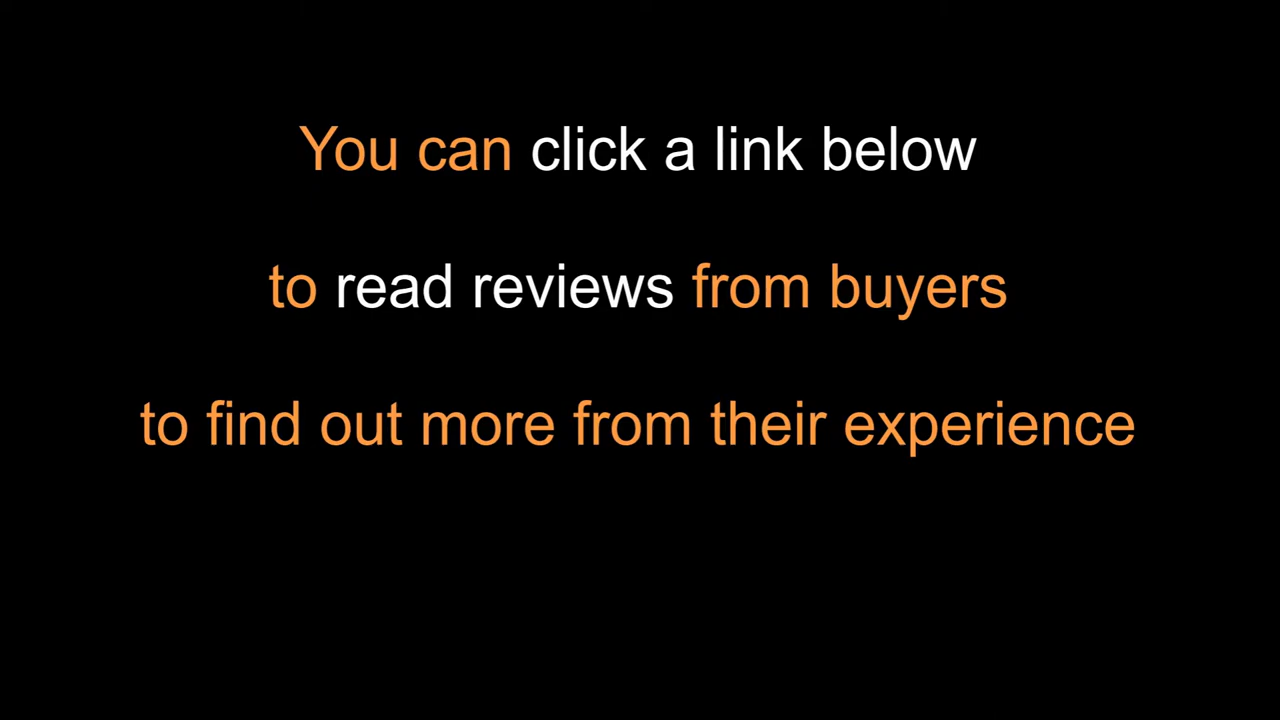 You can click a link below
to read reviews from buyers
to find out more from their experience